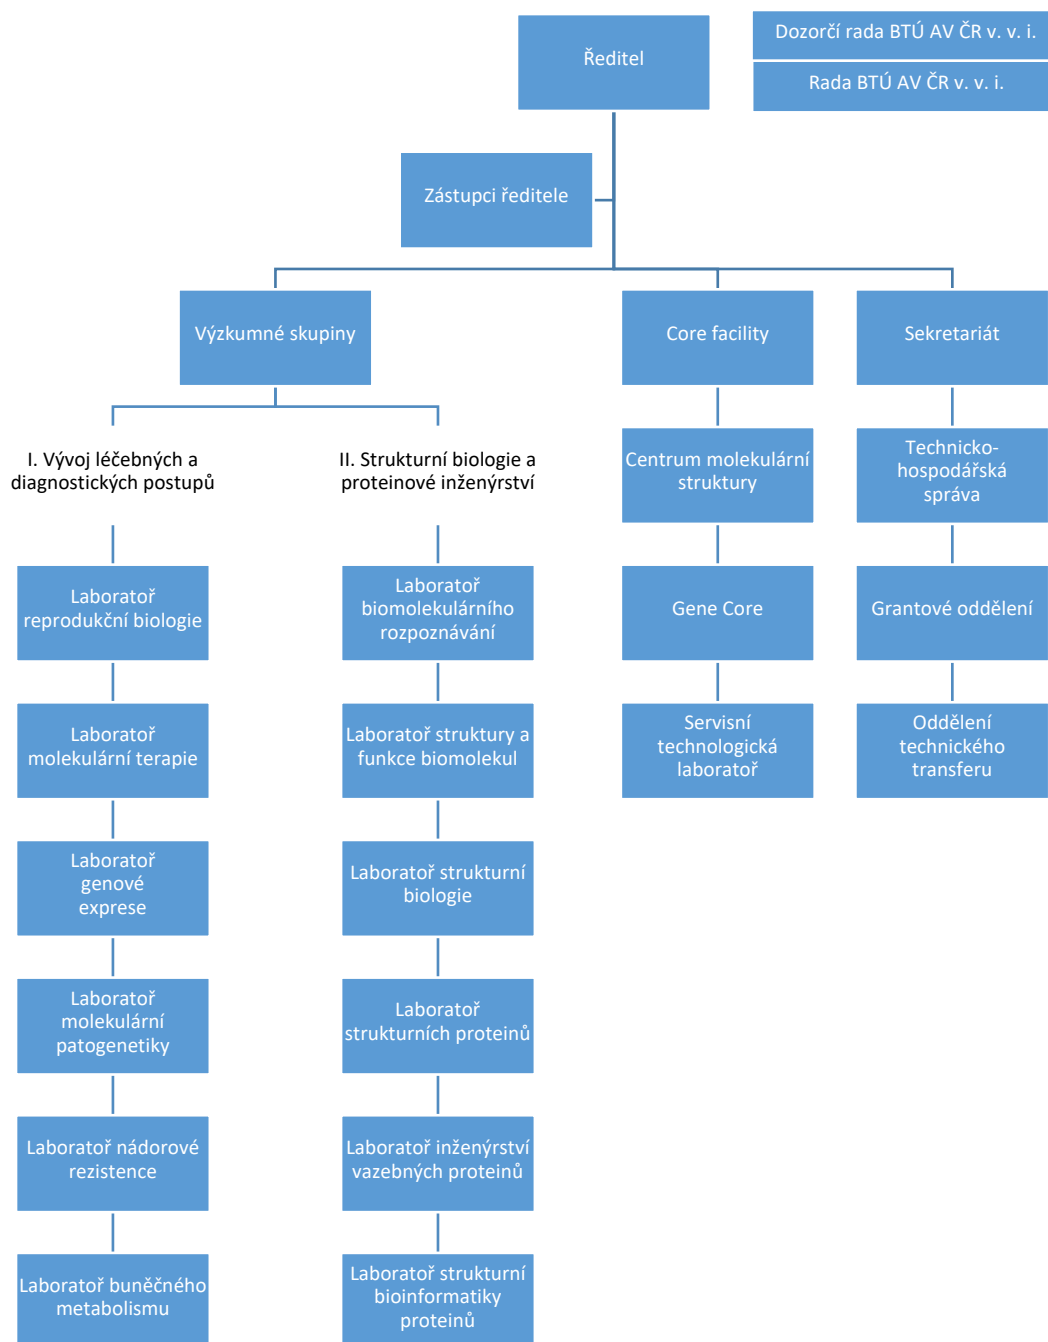 Ředitel
Dozorčí rada BTÚ AV ČR v. v. i.
Rada BTÚ AV ČR v. v. i.
Zástupci ředitele
Výzkumné skupiny
Core facility
Sekretariát
I. Vývoj léčebných a
diagnostických postupů
II. Strukturní biologie a
proteinové inženýrství
Centrum molekulární
struktury
Technicko-
hospodářská
správa
Laboratoř
reprodukční biologie
Laboratoř
biomolekulárního
rozpoznávání
Gene Core
Grantové oddělení
Laboratoř
molekulární terapie
Laboratoř struktury a
funkce biomolekul
Servisní
technologická
laboratoř
Oddělení
technického
transferu
Laboratoř
genové
exprese
Laboratoř strukturní
biologie
Laboratoř
molekulární
patogenetiky
Laboratoř
strukturních proteinů
Laboratoř nádorové
rezistence
Laboratoř inženýrství
vazebných proteinů
Laboratoř buněčného
metabolismu
Laboratoř strukturní
bioinformatiky
proteinů